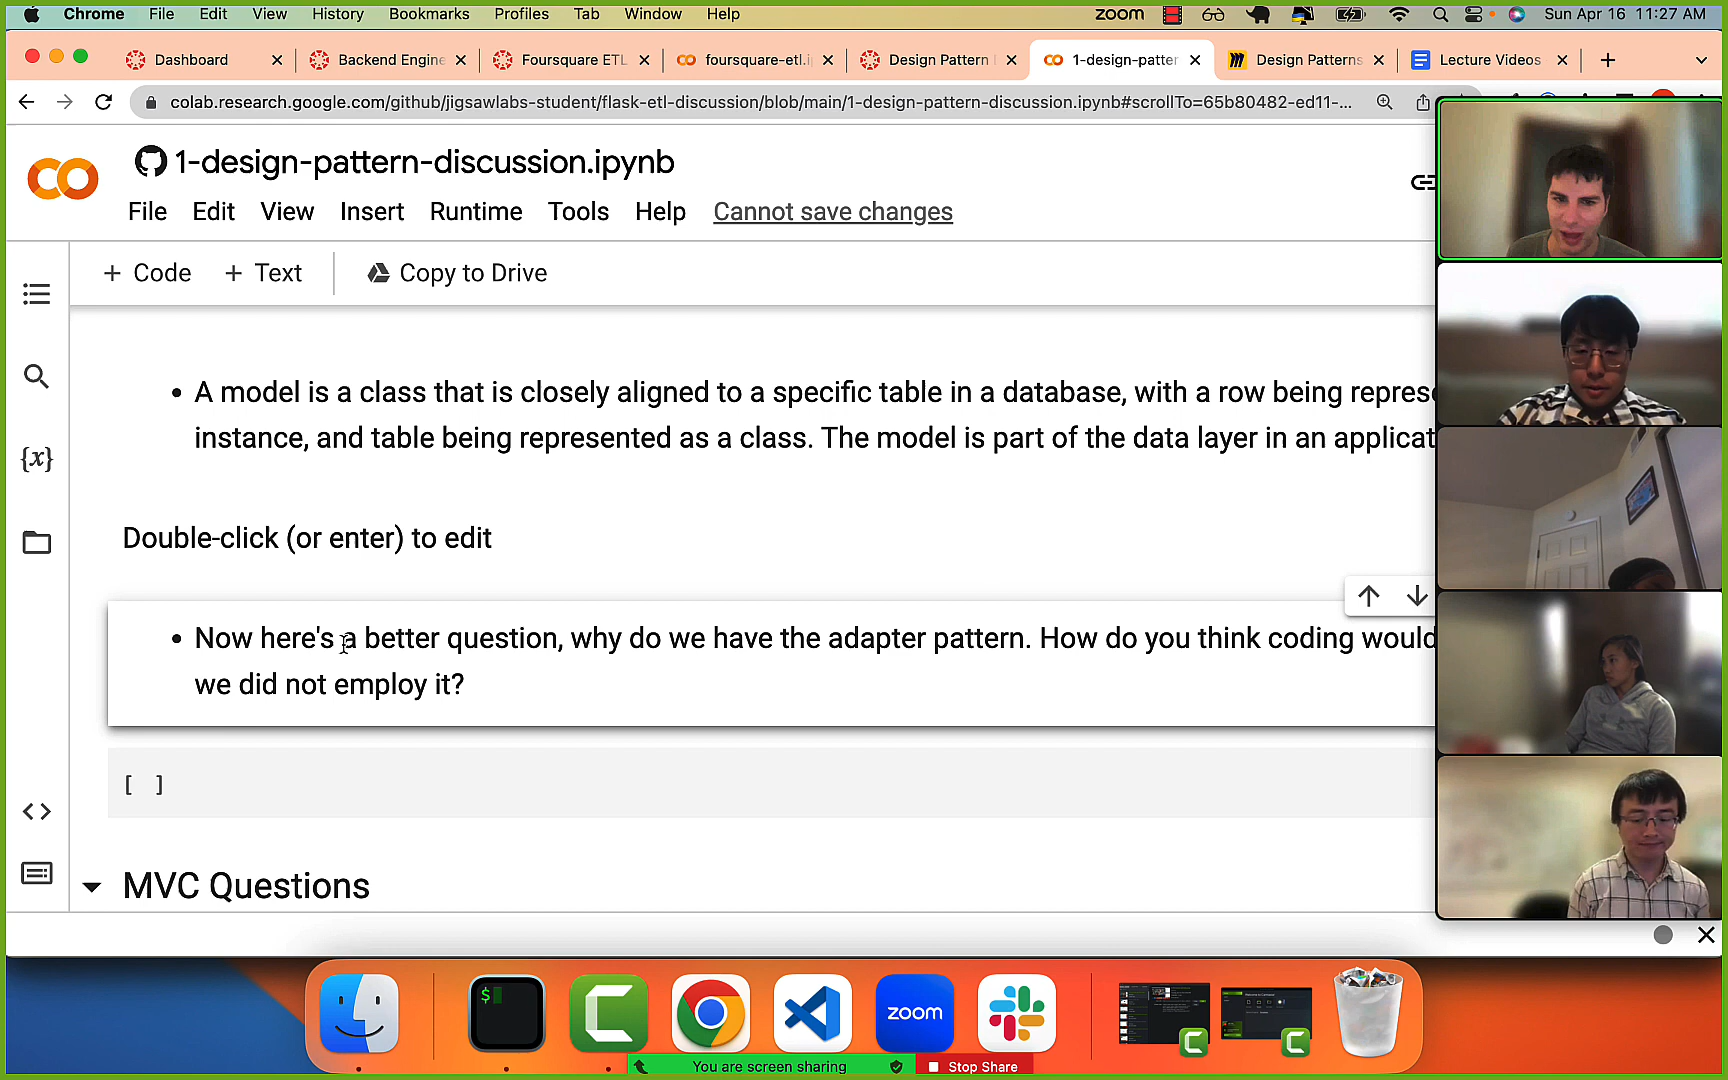 Chrome File Edit View History Bookmarks Profiles Tab Window Help zoom Sun Apr 16 11:27 AM
Dashboard Backend Engine Foursquare ETL foursquare-etl.i Design Pattern 1-design-patter Design Patterns Lecture Videos
colab.research.google.com/github/jigsawlabs-student/flask-etl-discussion/blob/main/1-design-pattern-discussion.ipynb#scrollTo=65b80482-ed11-...
1-design-pattern-discussion.ipynb
File Edit View Insert Runtime Tools Help Cannot save changes
+ Code + Text Copy to Drive
• A model is a class that is closely aligned to a specific table in a database, with a row being represe
instance, and table being represented as a class. The model is part of the data layer in an applicat
{x}
Double-click (or enter) to edit
• Now here's a better question, why do we have the adapter pattern. How do you think coding would
we did not employ it?
[ ]
MVC Questions
$
zoom
You are screen sharing Stop Share